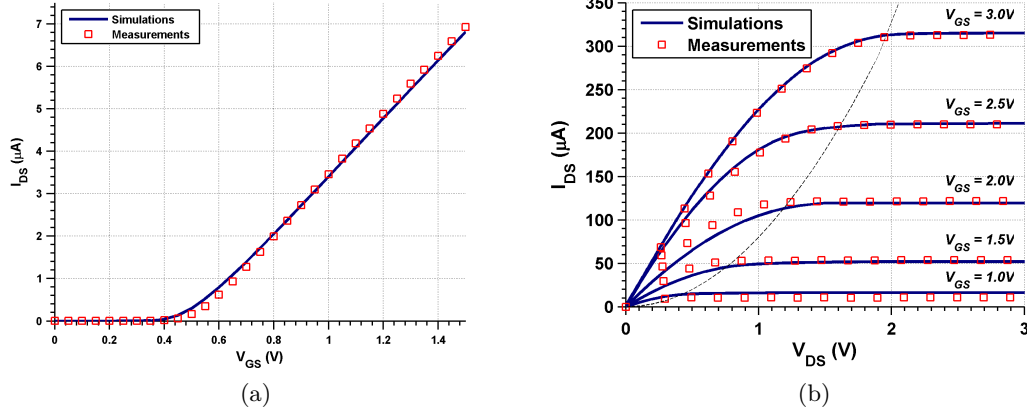 Simulations
Measurements
7
6
5
4
3
2
1
0
I_DS (µA)
0
0.2
0.4
0.6
0.8
1
1.2
1.4
V_GS (V)
(a)
Simulations
Measurements
350
300
250
200
150
100
50
0
I_DS (µA)
V_GS = 3.0V
V_GS = 2.5V
V_GS = 2.0V
V_GS = 1.5V
V_GS = 1.0V
0
1
2
3
V_DS (V)
(b)